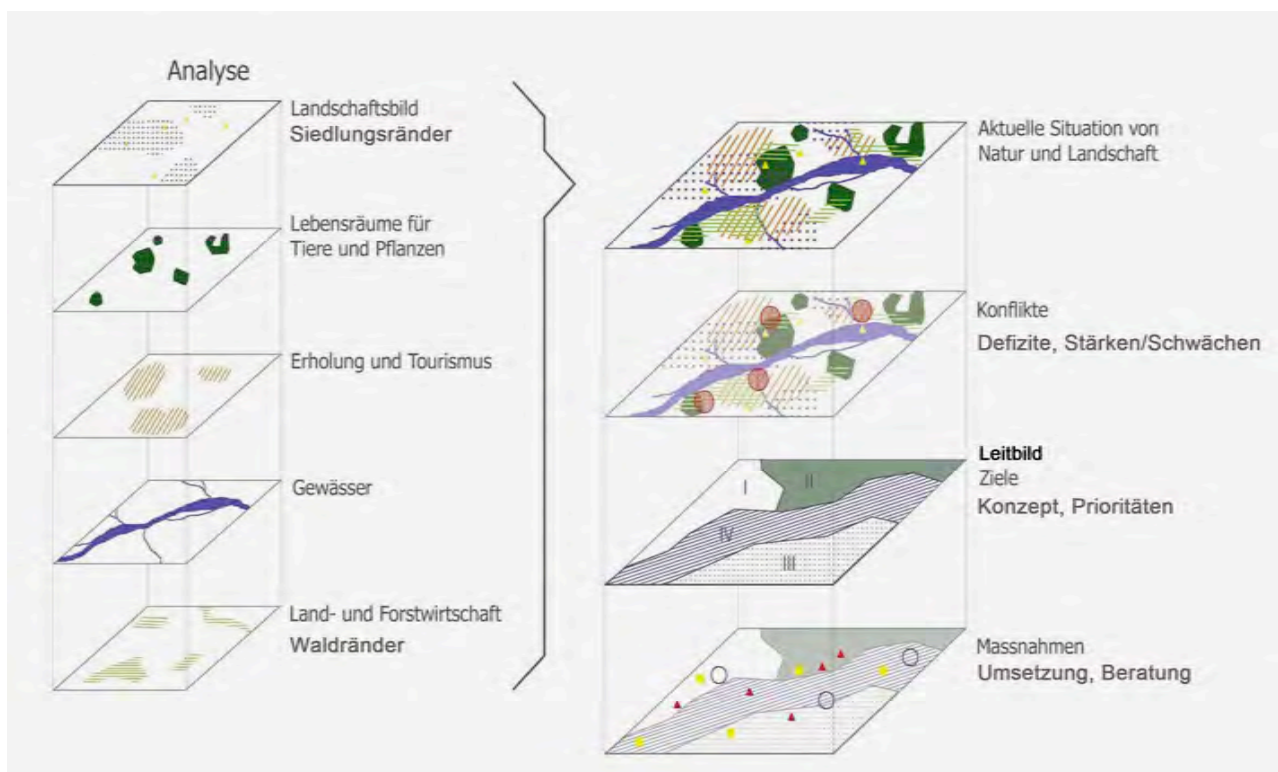 Analyse
Landschaftsbild
Siedlungsränder
Lebensräume für
Tiere und Pflanzen
Erholung und Tourismus
Gewässer
Land- und Forstwirtschaft
Waldränder
Aktuelle Situation von
Natur und Landschaft
Konflikte
Defizite, Stärken/Schwächen
Leitbild
Ziele
Konzept, Prioritäten
I
II
IV
III
Massnahmen
Umsetzung, Beratung